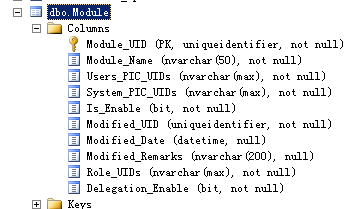 dbo.Module
Columns
Module_UID (PK, uniqueidentifier, not null)
Module_Name (nvarchar(50), not null)
Users_PIC_UIDs (nvarchar(max), not null)
System_PIC_UIDs (nvarchar(max), not null)
Is_Enable (bit, not null)
Modified_UID (uniqueidentifier, not null)
Modified_Date (datetime, null)
Modified_Remarks (nvarchar(200), null)
Role_UIDs (nvarchar(max), not null)
Delegation_Enable (bit, not null)
Keys